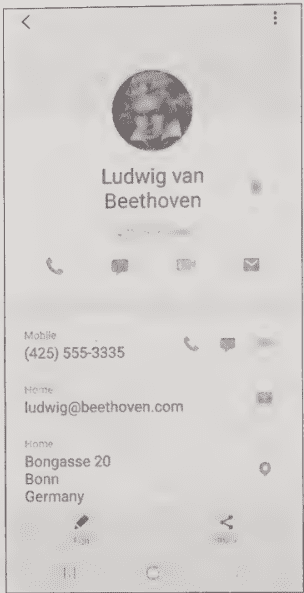 Ludwig van
Beethoven
Mobile
(425) 555-3335
Home
ludwig@beethoven.com
Home
Bongasse 20
Bonn
Germany